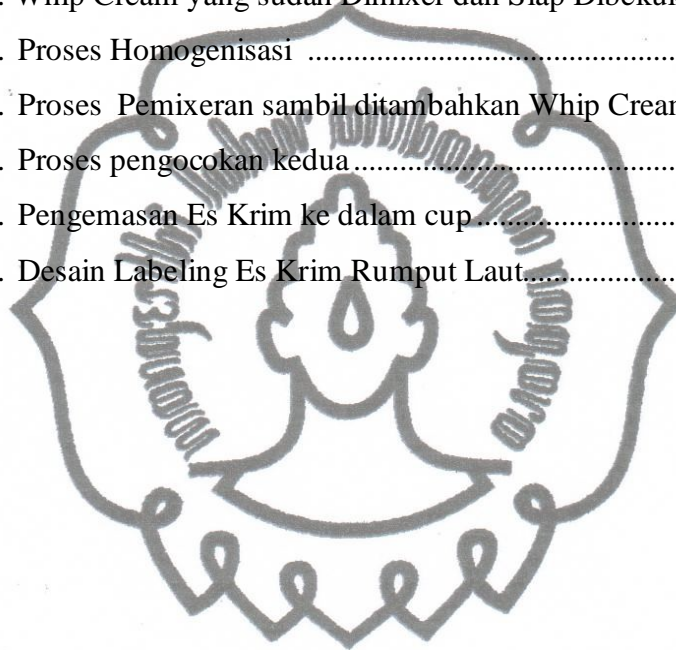 . Whip Cream yang sudah Dimixer dan Siap Dibekuk
. Proses Homogenisasi ..........................................
. Proses  Pemixeran sambil ditambahkan Whip Cream
. Proses pengocokan kedua ....................................
. Pengemasan Es Krim ke dalam cup ......................
. Desain Labeling Es Krim Rumput Laut..................